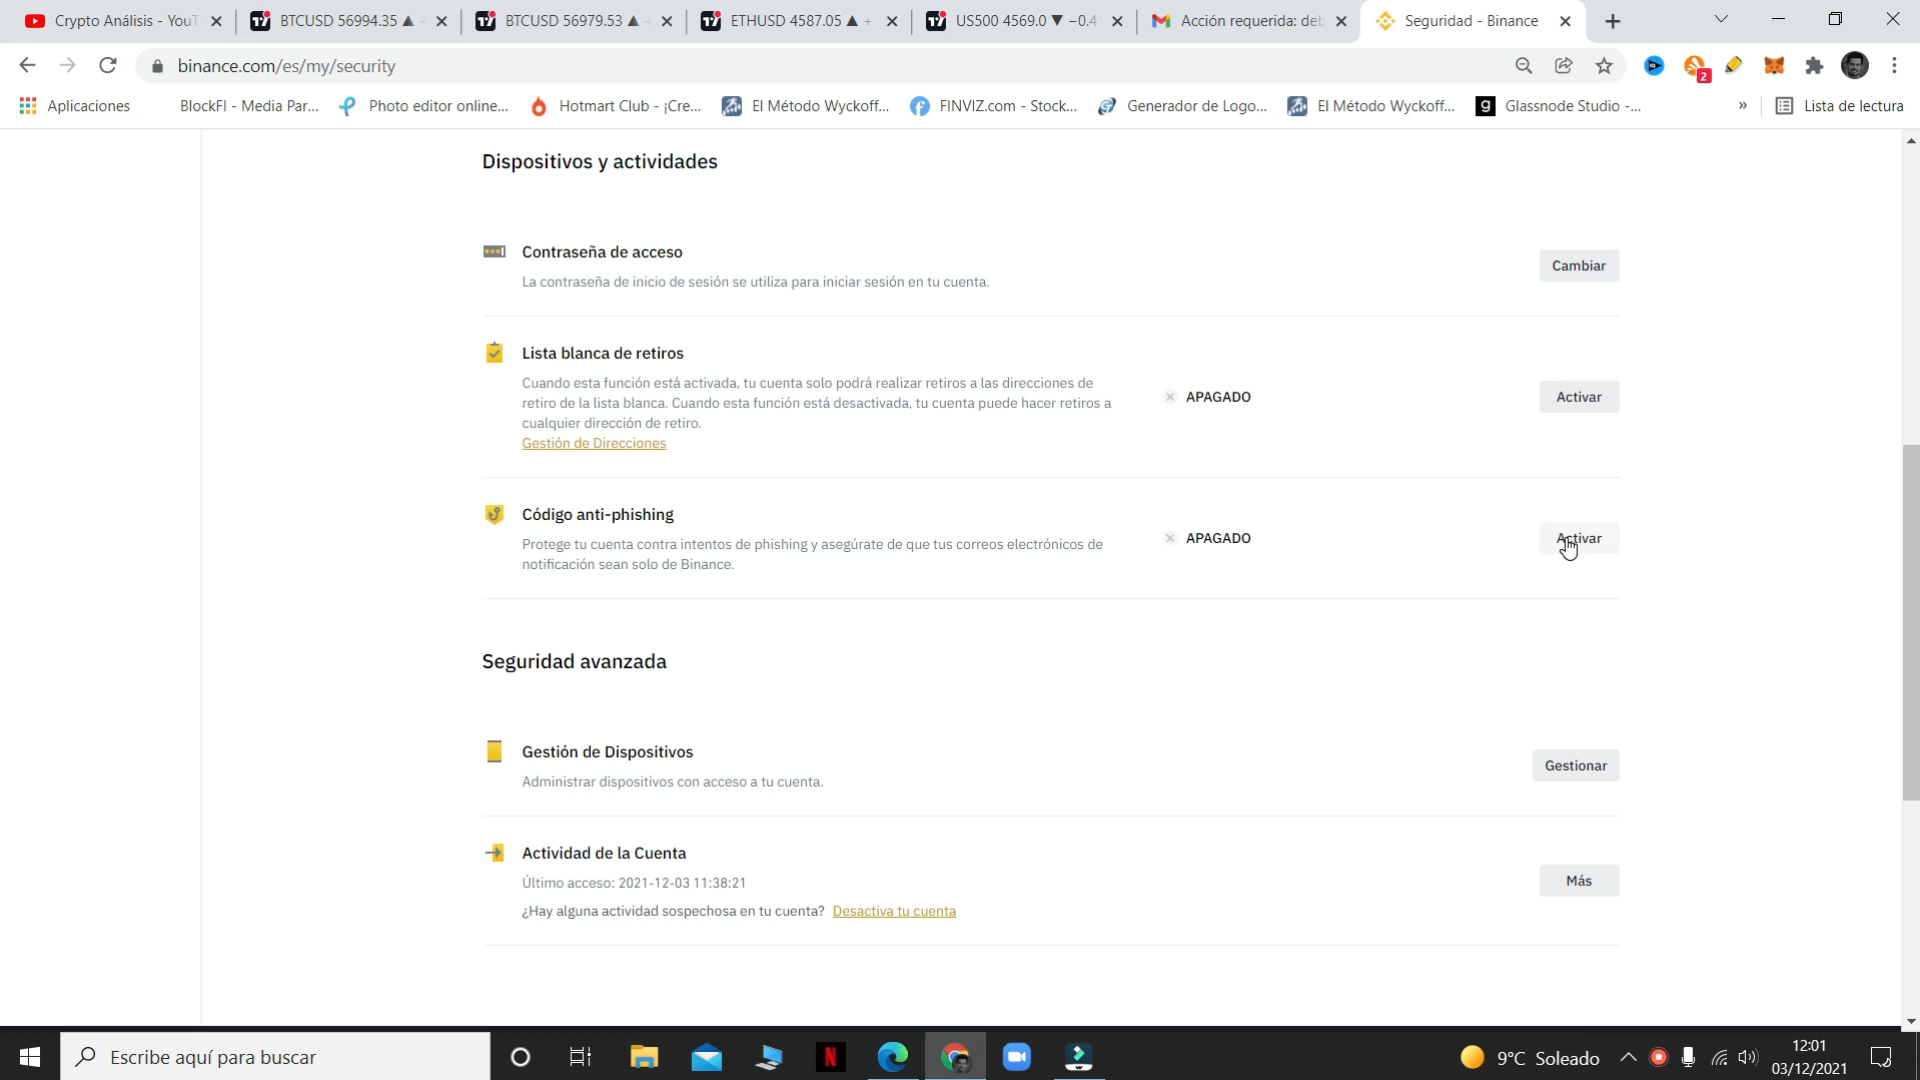 Crypto Análisis - YouT
BTCUSD 56994.35 ▲
BTCUSD 56979.53 ▲
ETHUSD 4587.05 ▲ +
US500 4569.0 ▼ −0.4
Acción requerida: deb
Seguridad - Binance
binance.com/es/my/security
2
Aplicaciones
BlockFI - Media Par...
Photo editor online...
Hotmart Club - ¡Cre...
El Método Wyckoff...
FINVIZ.com - Stock...
Generador de Logo...
El Método Wyckoff...
Glassnode Studio -...
»
Lista de lectura
Dispositivos y actividades
Contraseña de acceso
La contraseña de inicio de sesión se utiliza para iniciar sesión en tu cuenta.
Cambiar
Lista blanca de retiros
Cuando esta función está activada, tu cuenta solo podrá realizar retiros a las direcciones de
retiro de la lista blanca. Cuando esta función está desactivada, tu cuenta puede hacer retiros a
cualquier dirección de retiro.
Gestión de Direcciones
APAGADO
Activar
Código anti-phishing
Protege tu cuenta contra intentos de phishing y asegúrate de que tus correos electrónicos de
notificación sean solo de Binance.
APAGADO
Activar
Seguridad avanzada
Gestión de Dispositivos
Administrar dispositivos con acceso a tu cuenta.
Gestionar
Actividad de la Cuenta
Último acceso: 2021-12-03 11:38:21
¿Hay alguna actividad sospechosa en tu cuenta? Desactiva tu cuenta
Más
Escribe aquí para buscar
9°C Soleado
12:01
03/12/2021